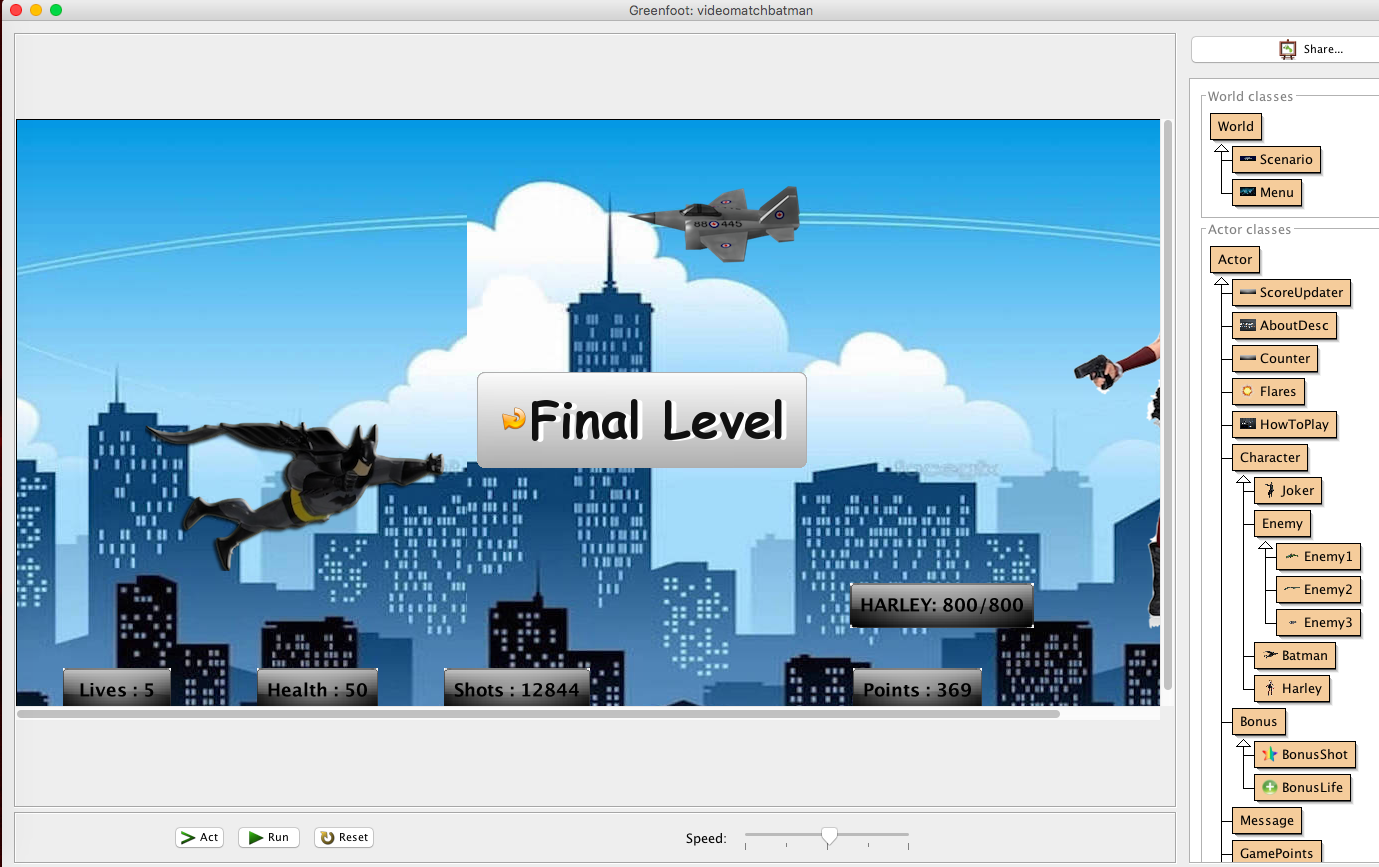 Greenfoot: videomatchbatman
Share...
World classes
World
Scenario
Menu
Actor classes
Actor
ScoreUpdater
AboutDesc
Counter
Flares
HowToPlay
Character
Joker
Enemy
Enemy1
Enemy2
Enemy3
Batman
Harley
Bonus
BonusShot
BonusLife
Message
GamePoints
88 445
Final Level
HARLEY: 800/800
Lives : 5
Health : 50
Shots : 12844
Points : 369
Act
Run
Reset
Speed: